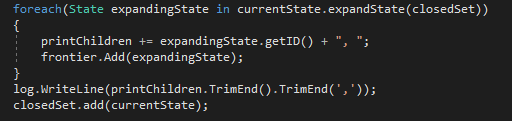 foreach(State expandingState in currentState.expandState(closedSet))
{
printChildren += expandingState.getID() + ", ";
frontier.Add(expandingState);
}
log.WriteLine(printChildren.TrimEnd().TrimEnd(','));
closedSet.add(currentState);